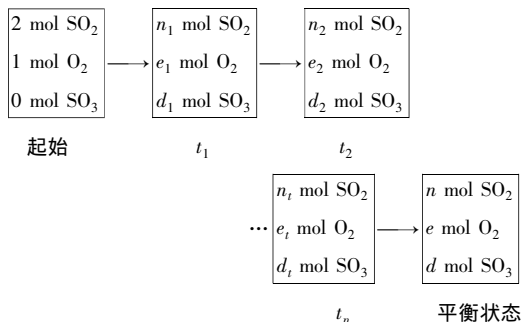 2 mol SO₂
1 mol O₂
0 mol SO₃
起始
n₁ mol SO₂
e₁ mol O₂
d₁ mol SO₃
t₁
n₂ mol SO₂
e₂ mol O₂
d₂ mol SO₃
t₂
nₜ mol SO₂
… eₜ mol O₂
dₜ mol SO₃
tₙ
n mol SO₂
e mol O₂
d mol SO₃
平衡状态